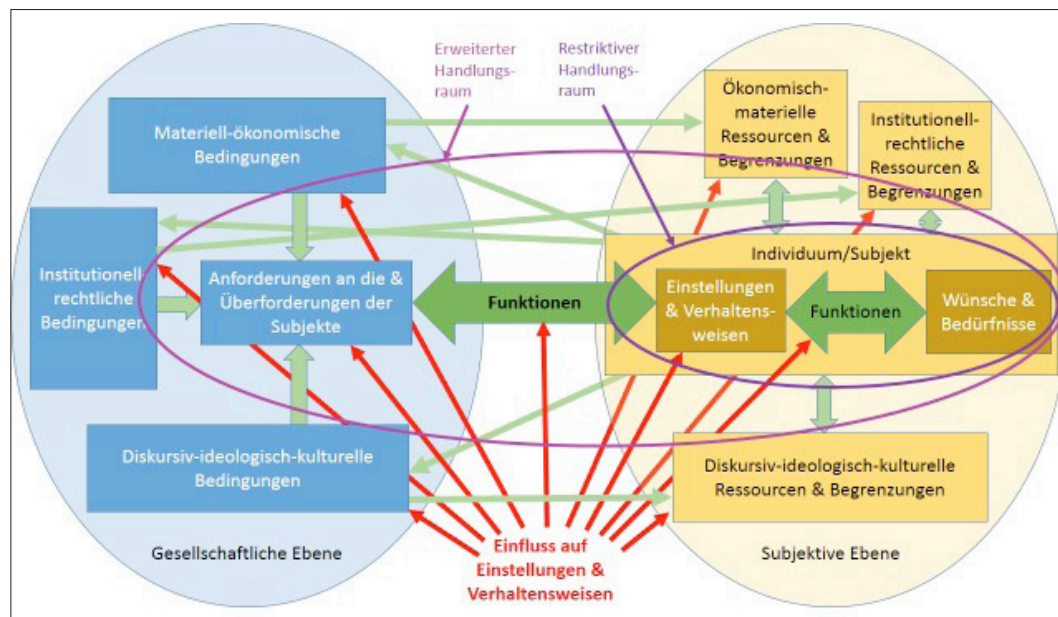 Erweiterter
Handlungs-
raum
Restriktiver
Handlungs-
raum
Materiell-ökonomische
Bedingungen
Ökonomisch-
materielle
Ressourcen &
Begrenzungen
Institutionell-
rechtliche
Ressourcen &
Begrenzungen
Institutionell-
rechtliche
Bedingungen
Anforderungen an die &
Überforderungen der
Subjekte
Funktionen
Individuum/Subjekt
Einstellungen
& Verhaltens-
weisen
Funktionen
Wünsche &
Bedürfnisse
Diskursiv-ideologisch-kulturelle
Bedingungen
Diskursiv-ideologisch-kulturelle
Ressourcen & Begrenzungen
Gesellschaftliche Ebene
Einfluss auf
Einstellungen &
Verhaltensweisen
Subjektive Ebene